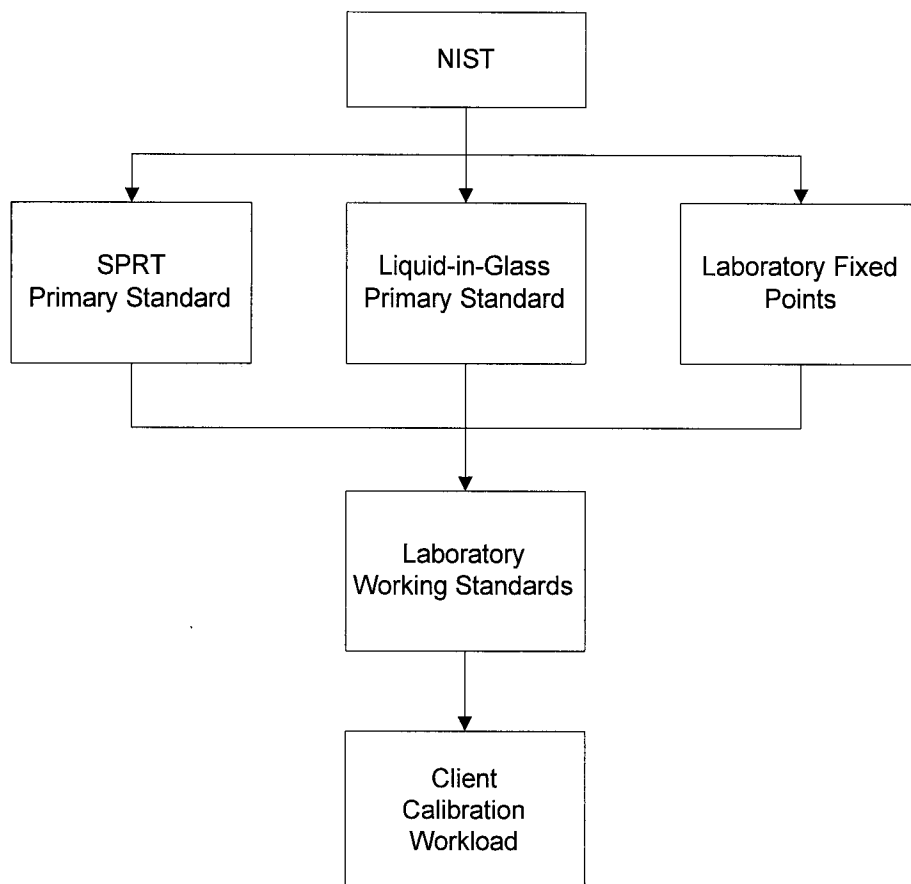 NIST
SPRT
Primary Standard
Liquid-in-Glass
Primary Standard
Laboratory Fixed
Points
Laboratory
Working Standards
Client
Calibration
Workload